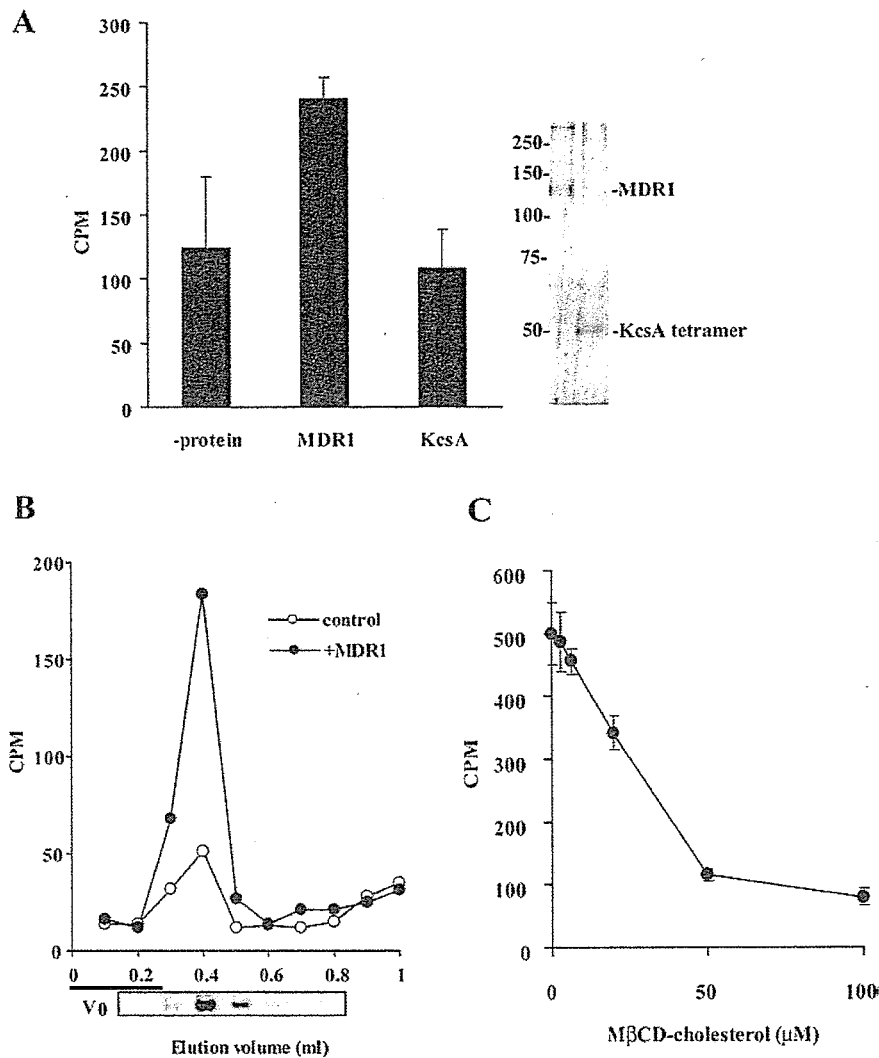 A
300
250
200
150
100
50
0
CPM
-protein MDR1 KcsA
250-
150-
100-
75-
50-
-MDR1
-KcsA tetramer
B
200
150
100
50
0
CPM
control
+MDR1
0 0.2 0.4 0.6 0.8 1
V0
Elution volume (ml)
C
600
500
400
300
200
100
0
CPM
0 50 100
MβCD-cholesterol (μM)